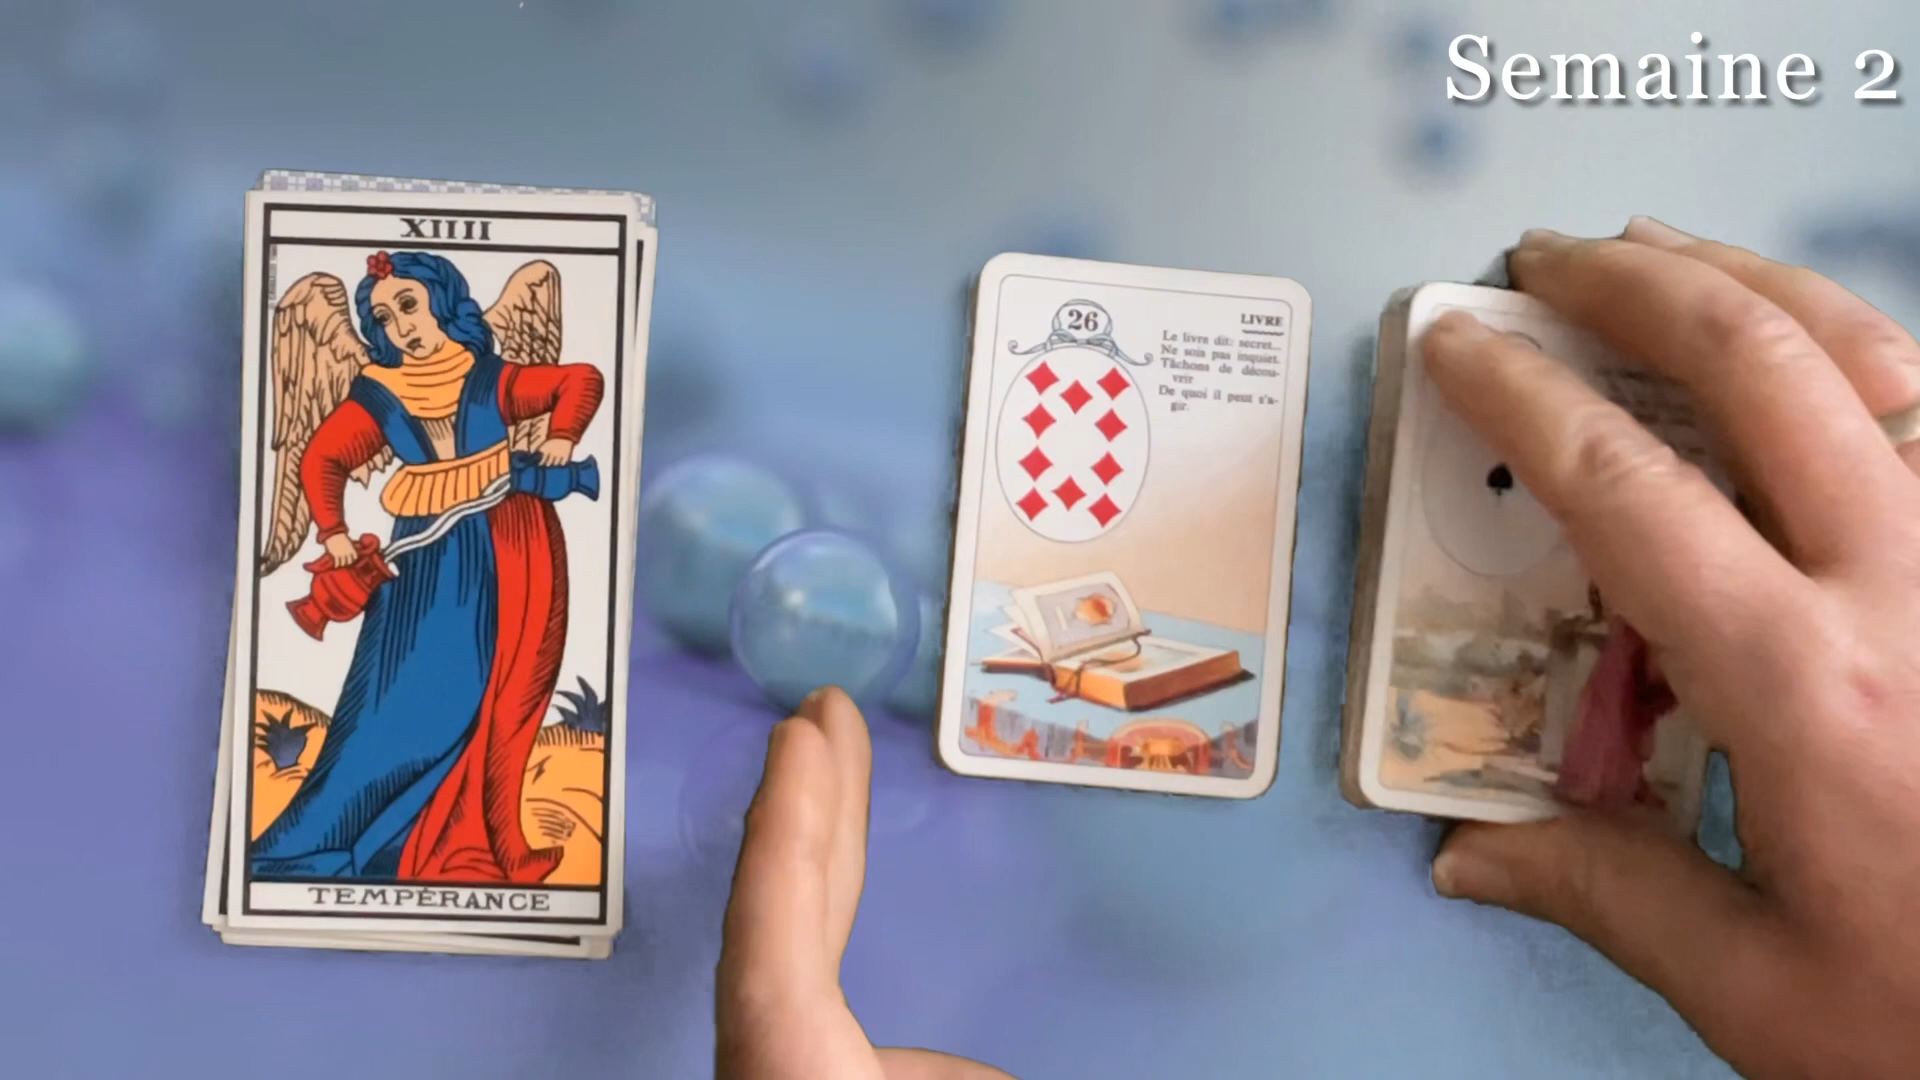 Semaine 2
XIIII
TEMPÉRANCE
26
LIVRE
Le livre dit: secret...
Ne sois pas inquiet.
Tâchons de décou-
vrir
De quoi il peut s'a-
gir.